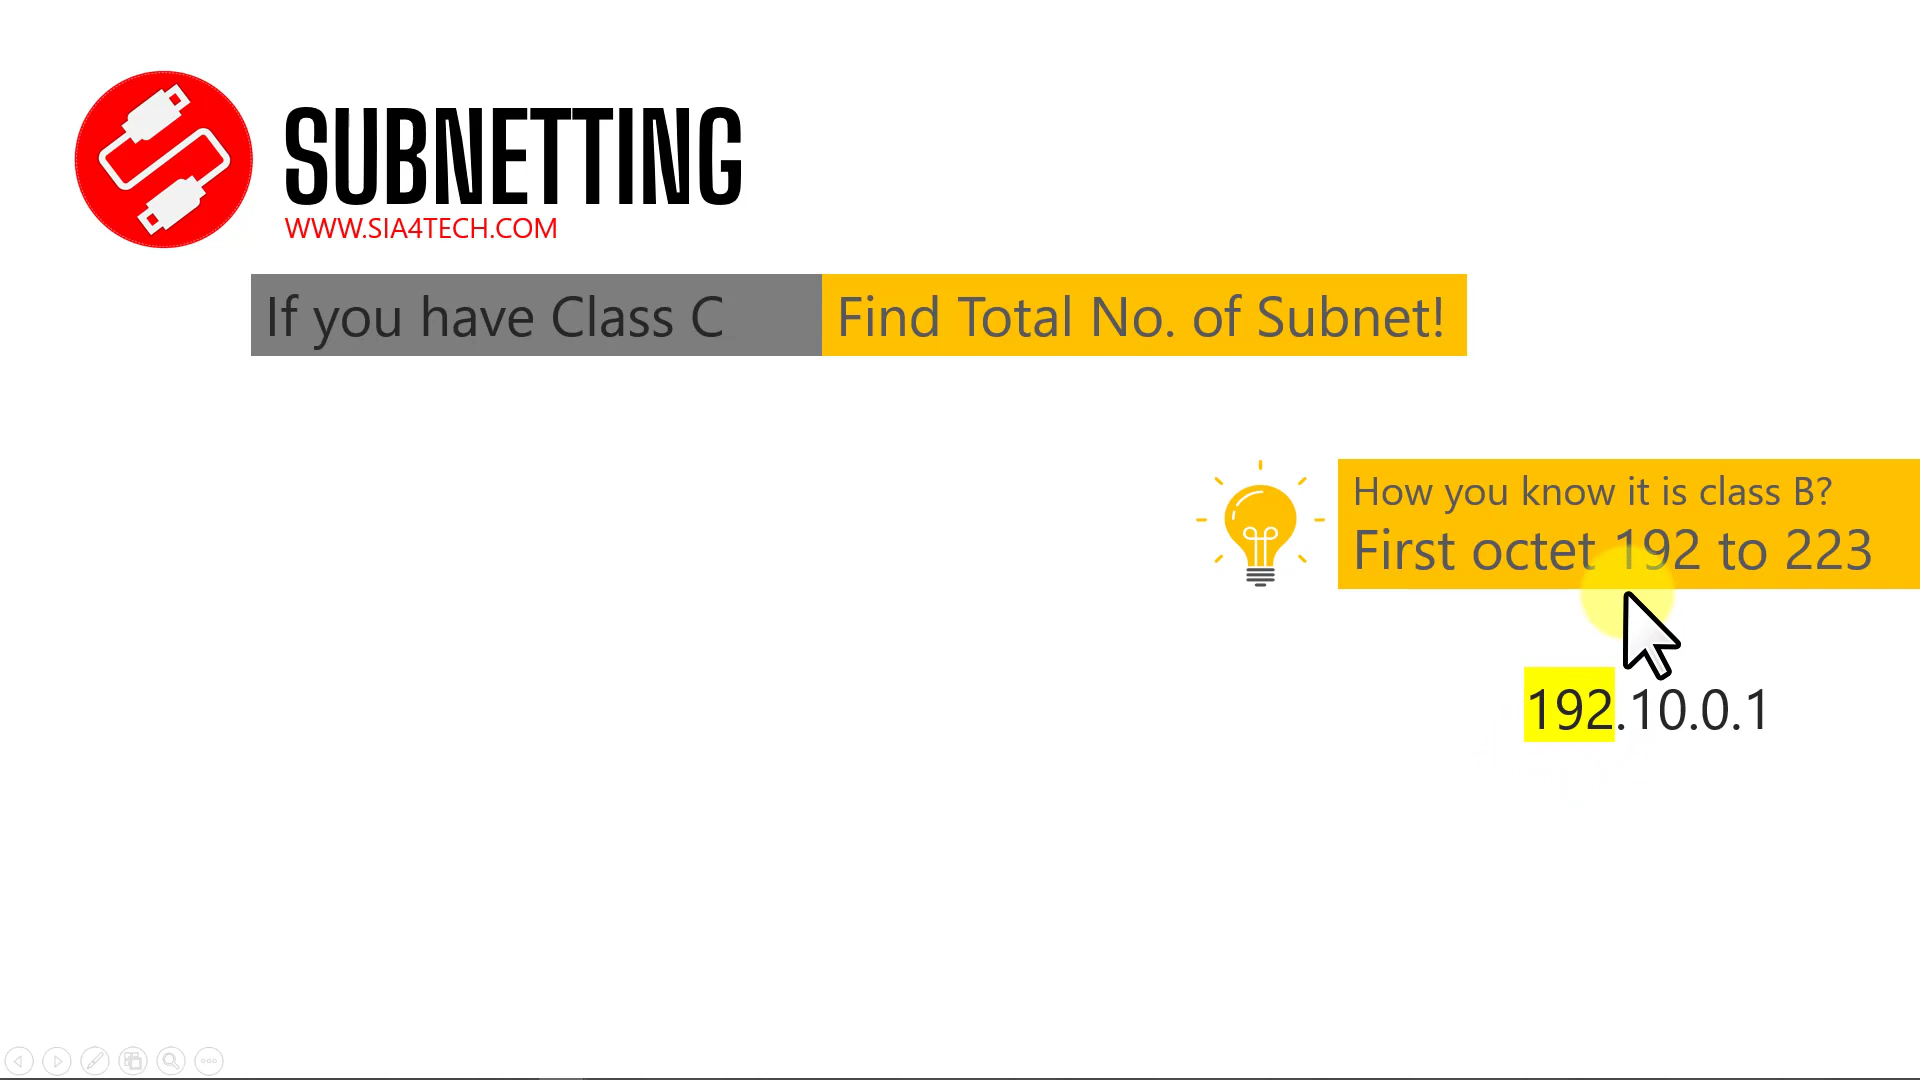 SUBNETTING
WWW.SIA4TECH.COM
If you have Class C
Find Total No. of Subnet!
How you know it is class B?
First octet 192 to 223
192.10.0.1